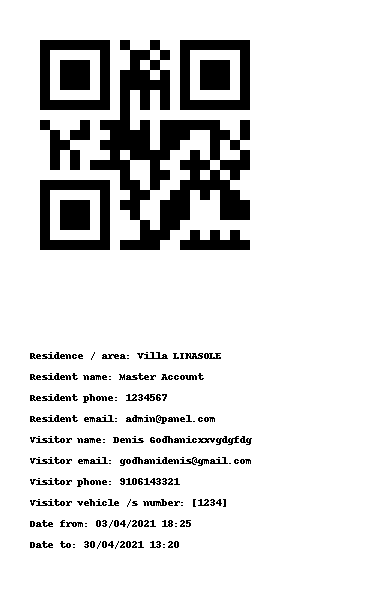 Residence / area: Villa LINASOLE
Resident name: Master Account
Resident phone: 1234567
Resident email: admin@panel.com
Visitor name: Denis Godhanicxxvgdgfdg
Visitor email: godhanidenis@gmail.com
Visitor phone: 9106143321
Visitor vehicle /s number: [1234]
Date from: 03/04/2021 18:25
Date to: 30/04/2021 13:20